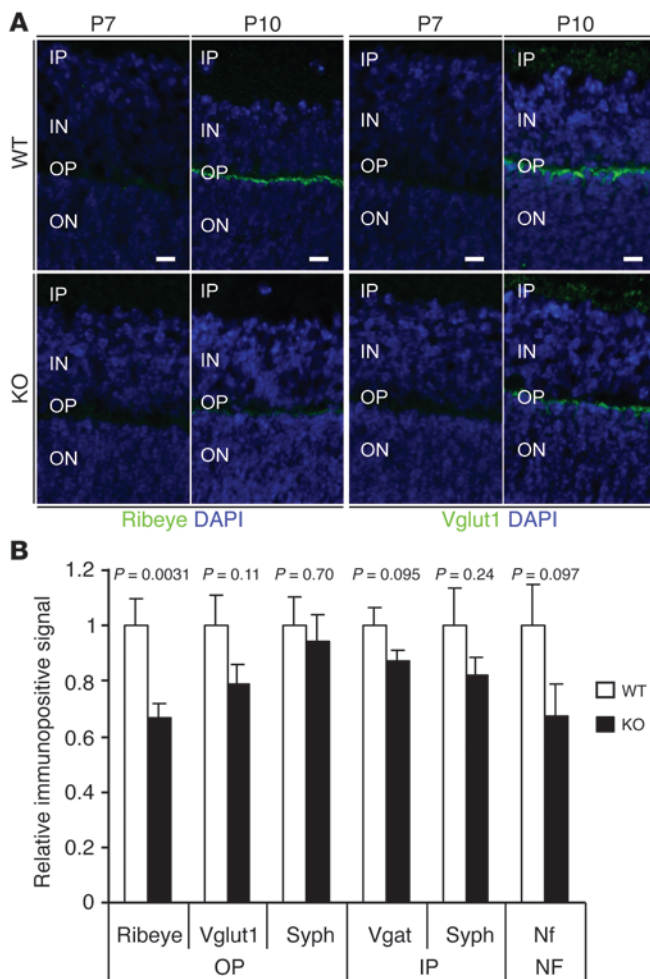 A P7 P10 P7 P10
WT
IP IP IP IP
IN IN IN IN
OP OP OP OP
ON ON ON ON
KO
IP IP IP IP
IN IN IN IN
OP OP OP OP
ON ON ON ON
Ribeye DAPI Vglut1 DAPI
B
Relative immunopositive signal
1.2
1
0.8
0.6
0.4
0.2
0
P = 0.0031 P = 0.11 P = 0.70 P = 0.095 P = 0.24 P = 0.097
WT
KO
Ribeye Vglut1 Syph Vgat Syph Nf
OP IP NF